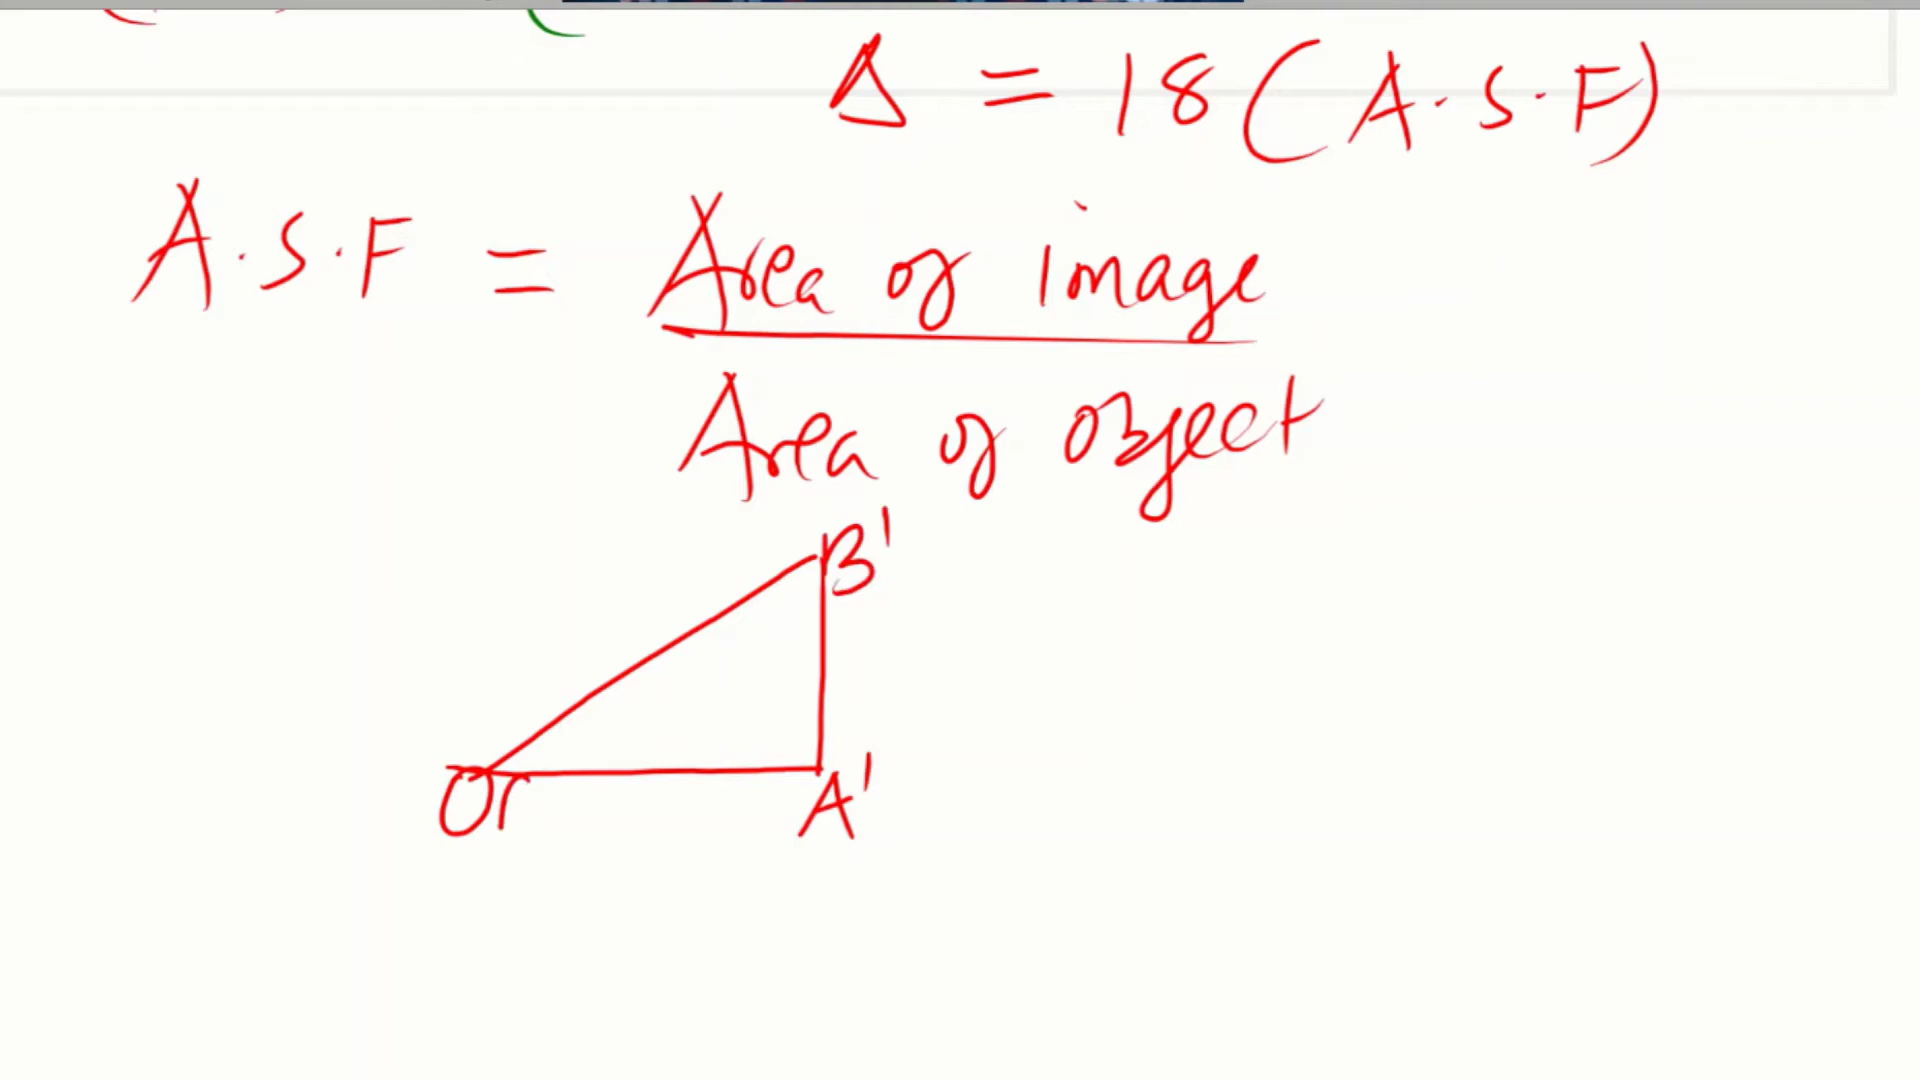 Δ = 18 (A.S.F)
A.S.F = Area of image
Area of object
B'
O' A'